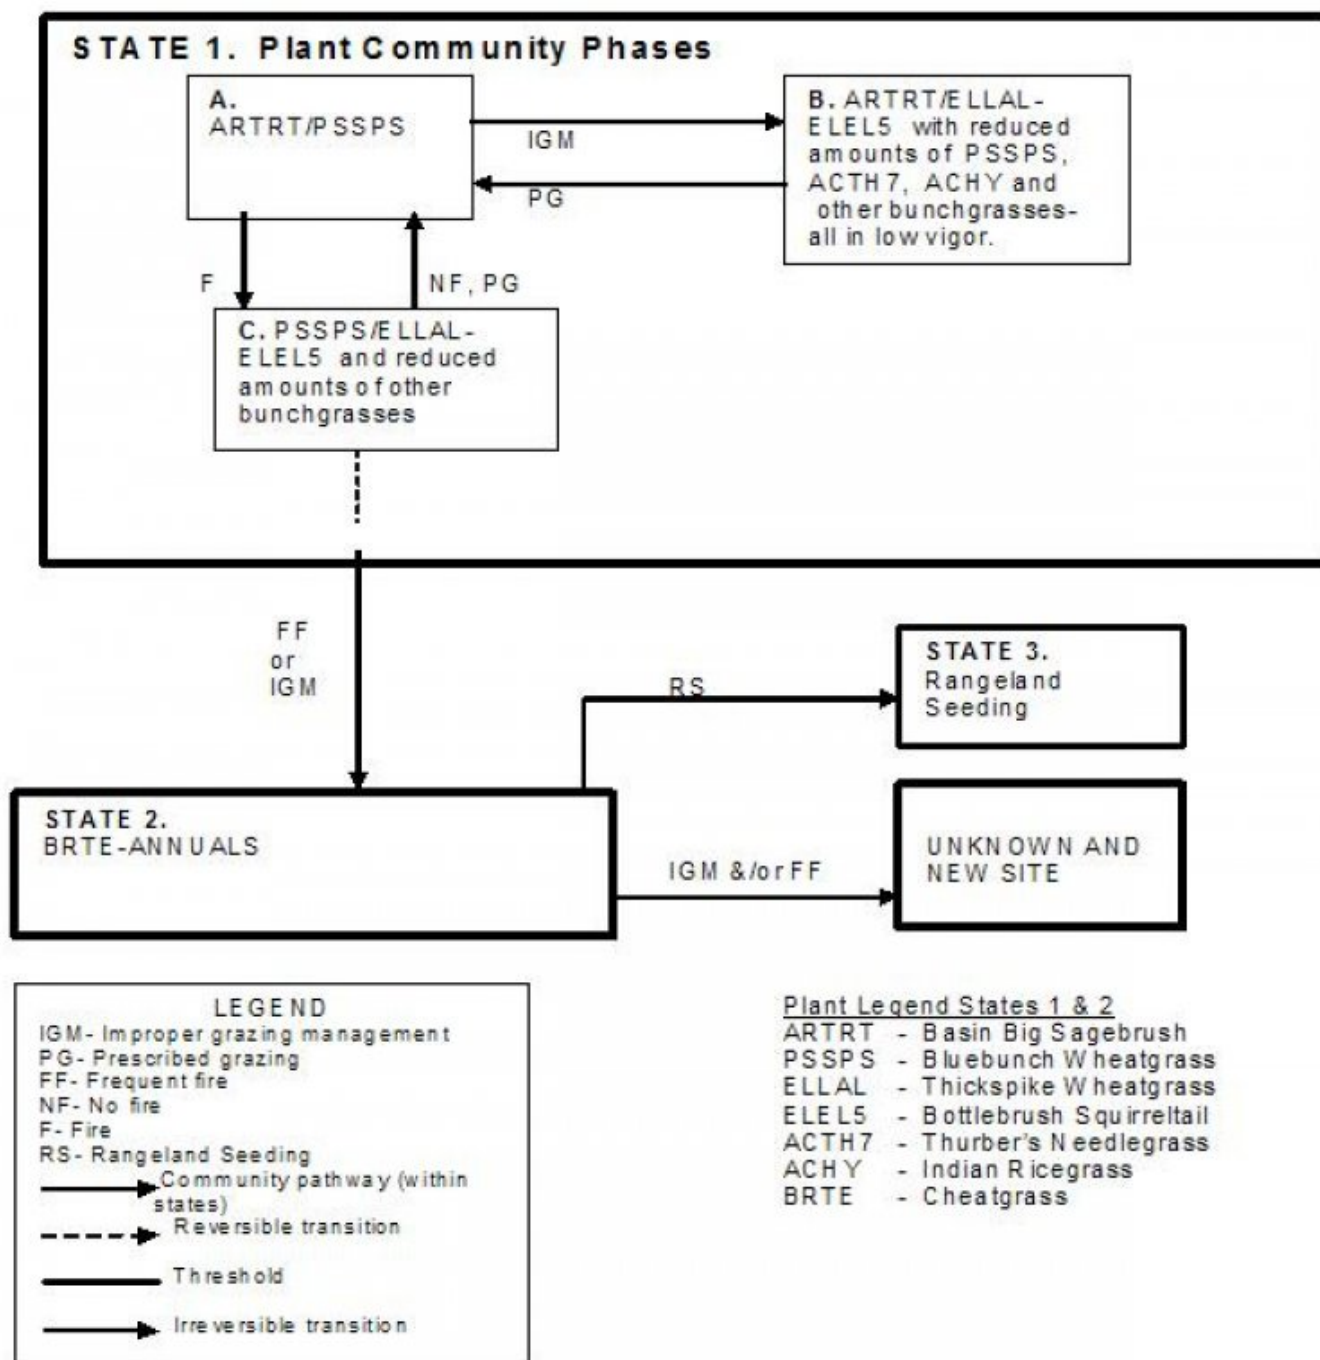 STATE 1. Plant Community Phases
A.
ARTRT/PSSPS
IGM
PG
B. ARTRT/ELLAL-
ELEL5 with reduced
amounts of PSSPS,
ACTH7, ACHY and
other bunchgrasses-
all in low vigor.
F
NF, PG
C. PSSPS/ELLAL-
ELEL5 and reduced
amounts of other
bunchgrasses
FF
or
IGM
RS
STATE 3.
Rangeland
Seeding
STATE 2.
BRTE-ANNUALS
IGM &/or FF
UNKNOWN AND
NEW SITE
LEGEND
IGM- Improper grazing management
PG- Prescribed grazing
FF- Frequent fire
NF- No fire
F- Fire
RS- Rangeland Seeding
Community pathway (within
states)
Reversible transition
Threshold
Irreversible transition
Plant Legend States 1 & 2
ARTRT - Basin Big Sagebrush
PSSPS - Bluebunch Wheatgrass
ELLAL - Thickspike Wheatgrass
ELEL5 - Bottlebrush Squirreltail
ACTH7 - Thurber's Needlegrass
ACHY - Indian Ricegrass
BRTE - Cheatgrass